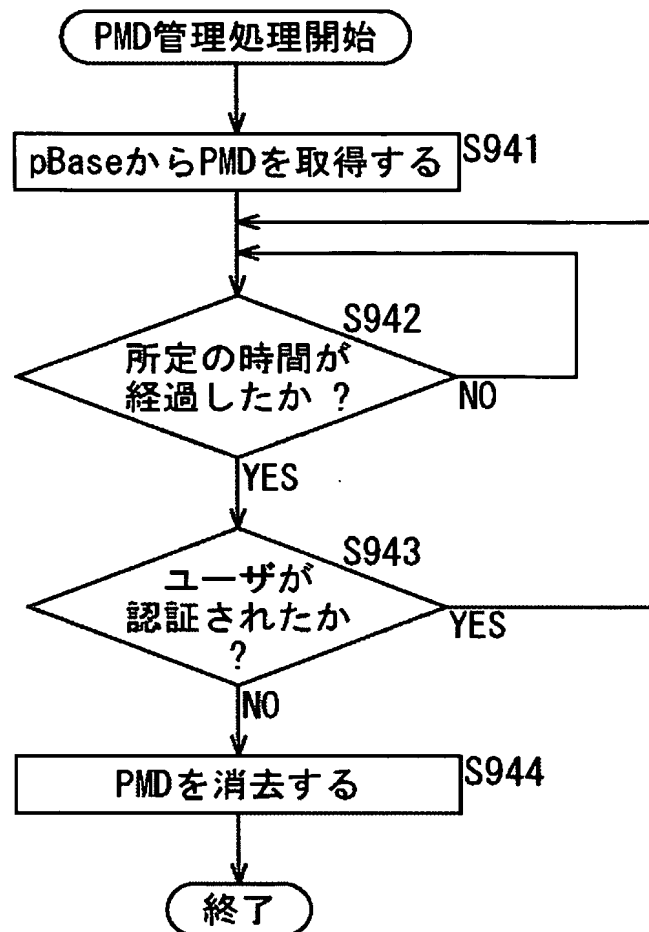 PMD管理処理開始
pBaseからPMDを取得する
S941
S942
所定の時間が
経過したか ?
NO
YES
S943
ユーザが
認証されたか
?
YES
NO
PMDを消去する
S944
終了